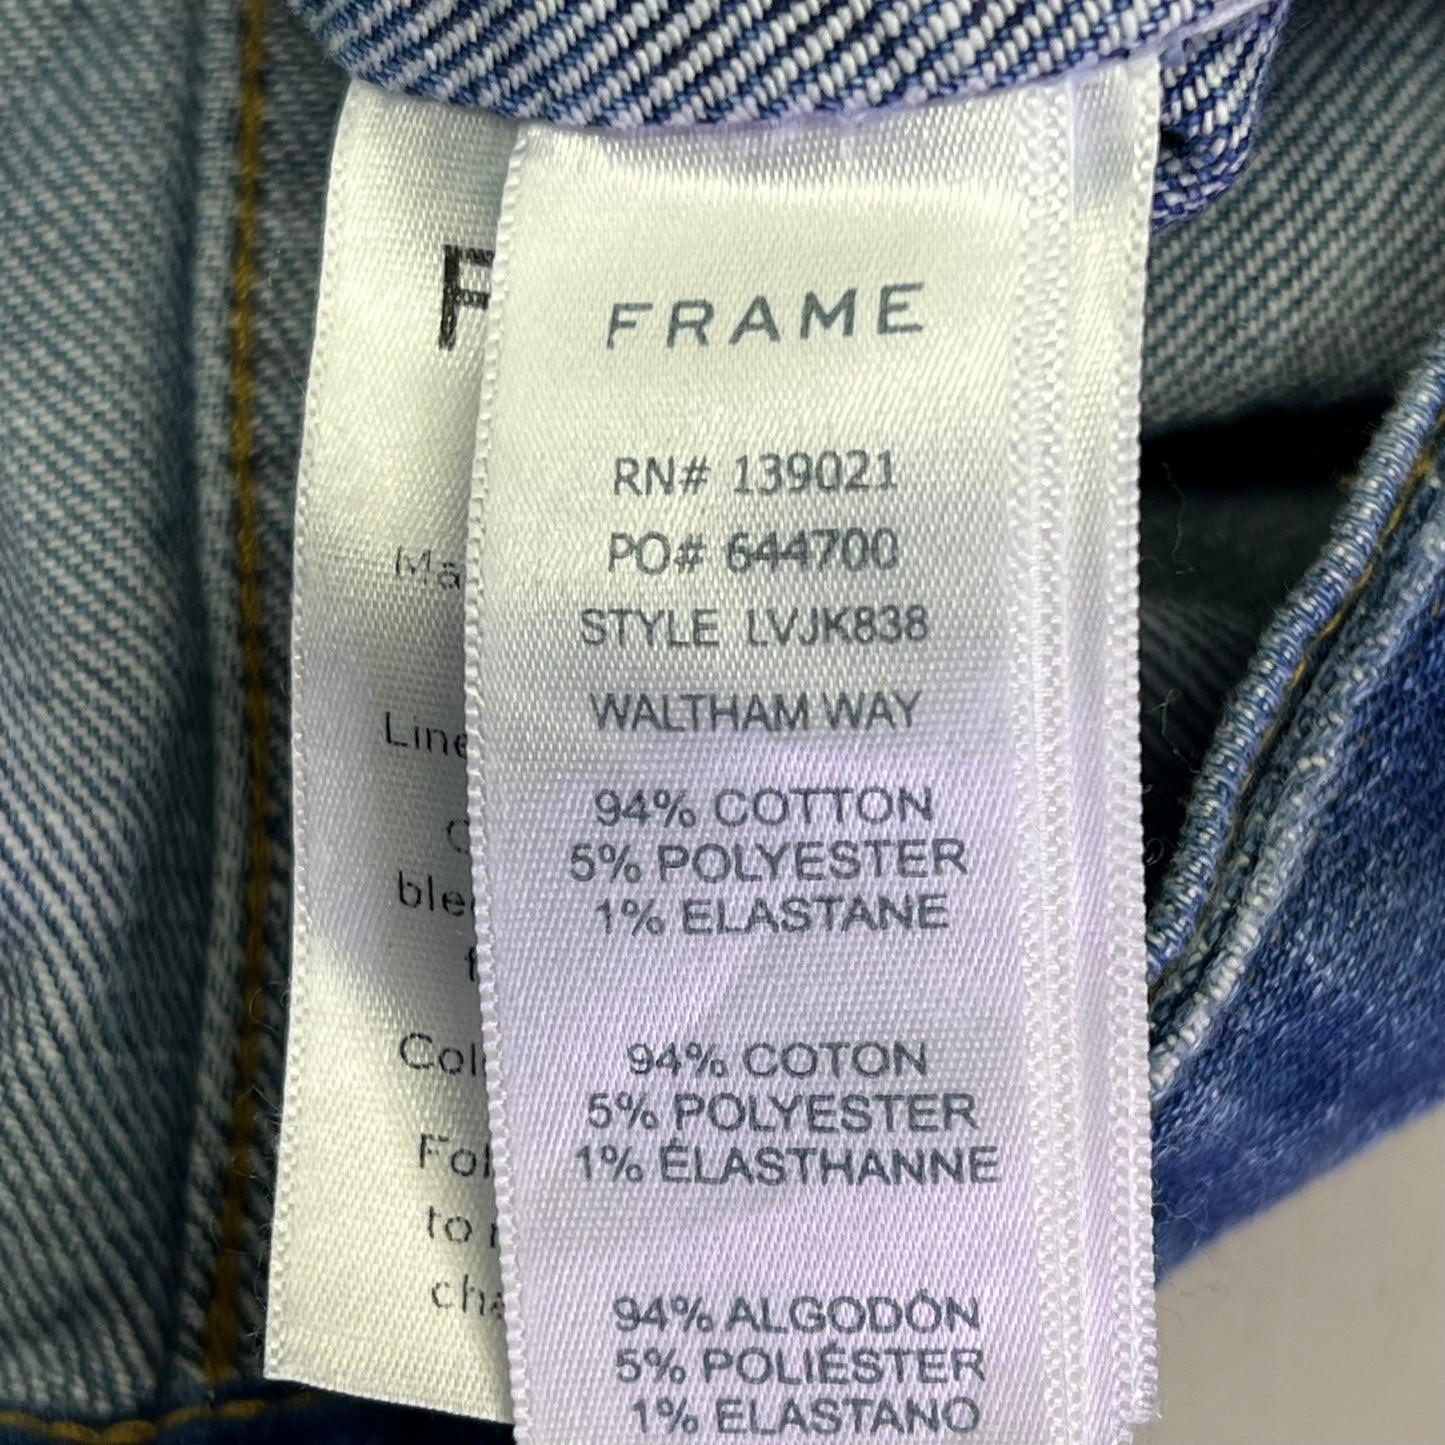 FRAME
RN# 139021
PO# 644700
STYLE LVJK838
WALTHAM WAY
94% COTTON
5% POLYESTER
1% ELASTANE
94% COTON
5% POLYESTER
1% ÉLASTHANNE
94% ALGODÓN
5% POLIÉSTER
1% ELASTANO
to